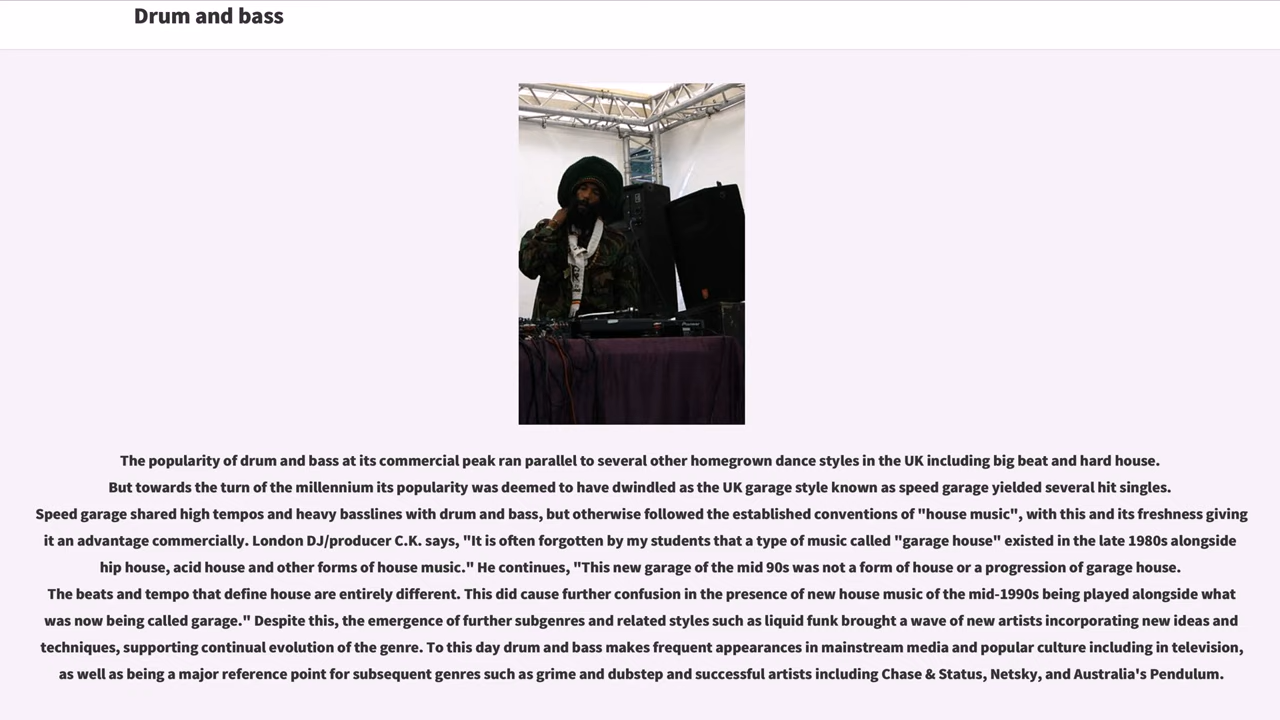 Drum and bass
The popularity of drum and bass at its commercial peak ran parallel to several other homegrown dance styles in the UK including big beat and hard house.
But towards the turn of the millennium its popularity was deemed to have dwindled as the UK garage style known as speed garage yielded several hit singles.
Speed garage shared high tempos and heavy basslines with drum and bass, but otherwise followed the established conventions of "house music", with this and its freshness giving
it an advantage commercially. London DJ/producer C.K. says, "It is often forgotten by my students that a type of music called "garage house" existed in the late 1980s alongside
hip house, acid house and other forms of house music." He continues, "This new garage of the mid 90s was not a form of house or a progression of garage house.
The beats and tempo that define house are entirely different. This did cause further confusion in the presence of new house music of the mid-1990s being played alongside what
was now being called garage." Despite this, the emergence of further subgenres and related styles such as liquid funk brought a wave of new artists incorporating new ideas and
techniques, supporting continual evolution of the genre. To this day drum and bass makes frequent appearances in mainstream media and popular culture including in television,
as well as being a major reference point for subsequent genres such as grime and dubstep and successful artists including Chase & Status, Netsky, and Australia's Pendulum.